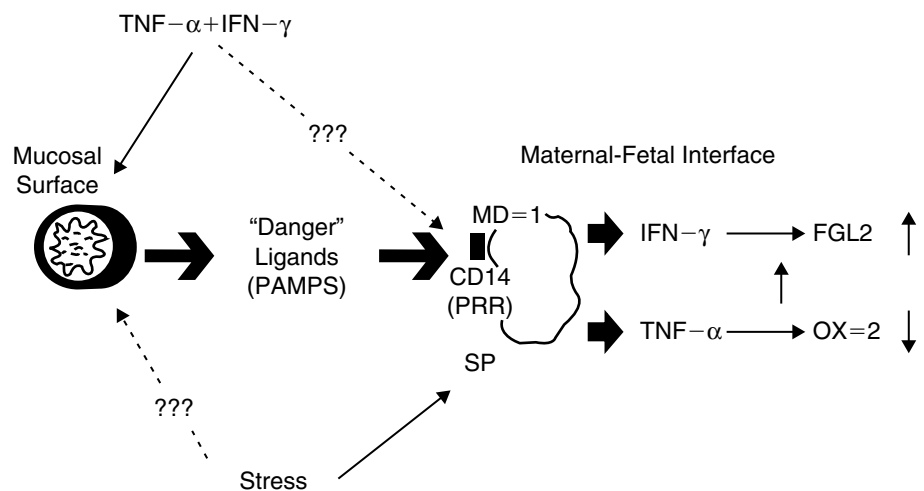 TNF−α+IFN−γ
???
Mucosal
Surface
Maternal-Fetal Interface
“Danger”
Ligands
(PAMPS)
MD=1
CD14
(PRR)
SP
IFN−γ
FGL2
TNF−α
OX=2
???
Stress